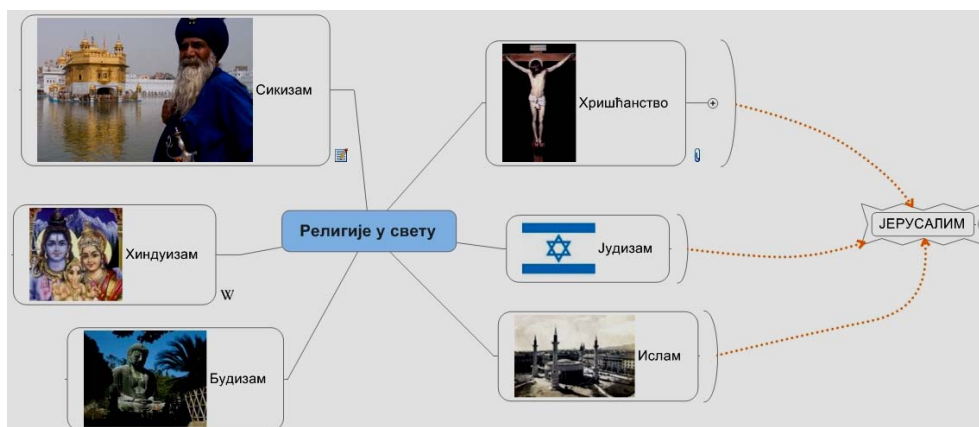 Сикизам
Хришћанство
Религије у свету
ЈЕРУСАЛИМ
Хиндуизам
W
Јудизам
Будизам
Ислам